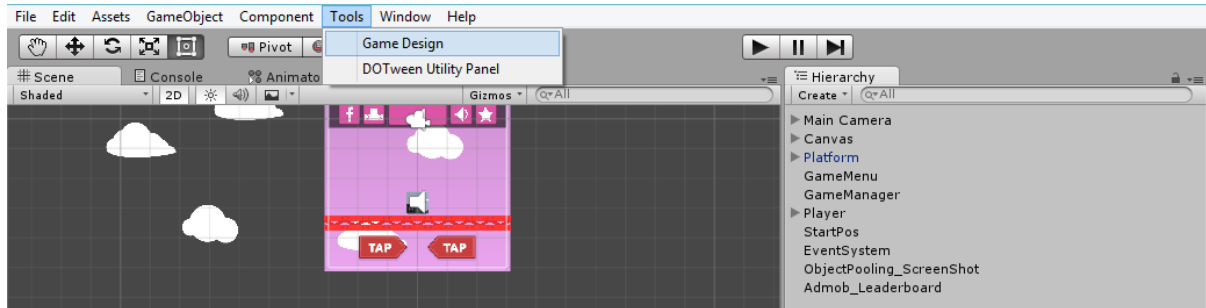 File Edit Assets GameObject Component Tools Window Help
Pivot
Game Design
DOTween Utility Panel
# Scene Console Animato
Shaded 2D Gizmos All
TAP TAP
Hierarchy
Create All
Main Camera
Canvas
Platform
GameMenu
GameManager
Player
StartPos
EventSystem
ObjectPooling_ScreenShot
Admob_Leaderboard